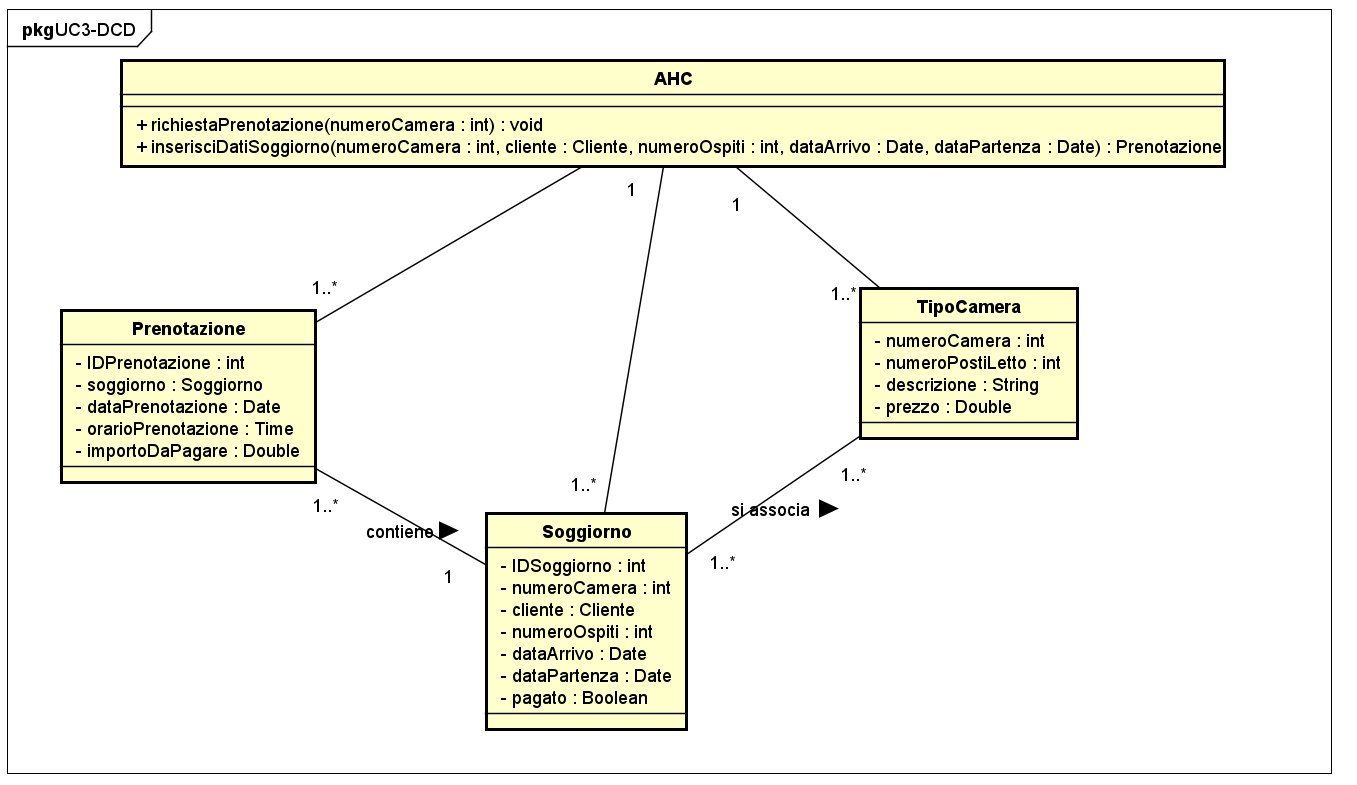 pkg UC3-DCD
AHC
+ richiestaPrenotazione(numeroCamera : int) : void
+ inserisciDatiSoggiorno(numeroCamera : int, cliente : Cliente, numeroOspiti : int, dataArrivo : Date, dataPartenza : Date) : Prenotazione
1
1
1..*
1..*
Prenotazione
- IDPrenotazione : int
- soggiorno : Soggiorno
- dataPrenotazione : Date
- orarioPrenotazione : Time
- importoDaPagare : Double
TipoCamera
- numeroCamera : int
- numeroPostiLetto : int
- descrizione : String
- prezzo : Double
1..*
1..*
1..*
contiene
si associa
1
1..*
Soggiorno
- IDSoggiorno : int
- numeroCamera : int
- cliente : Cliente
- numeroOspiti : int
- dataArrivo : Date
- dataPartenza : Date
- pagato : Boolean